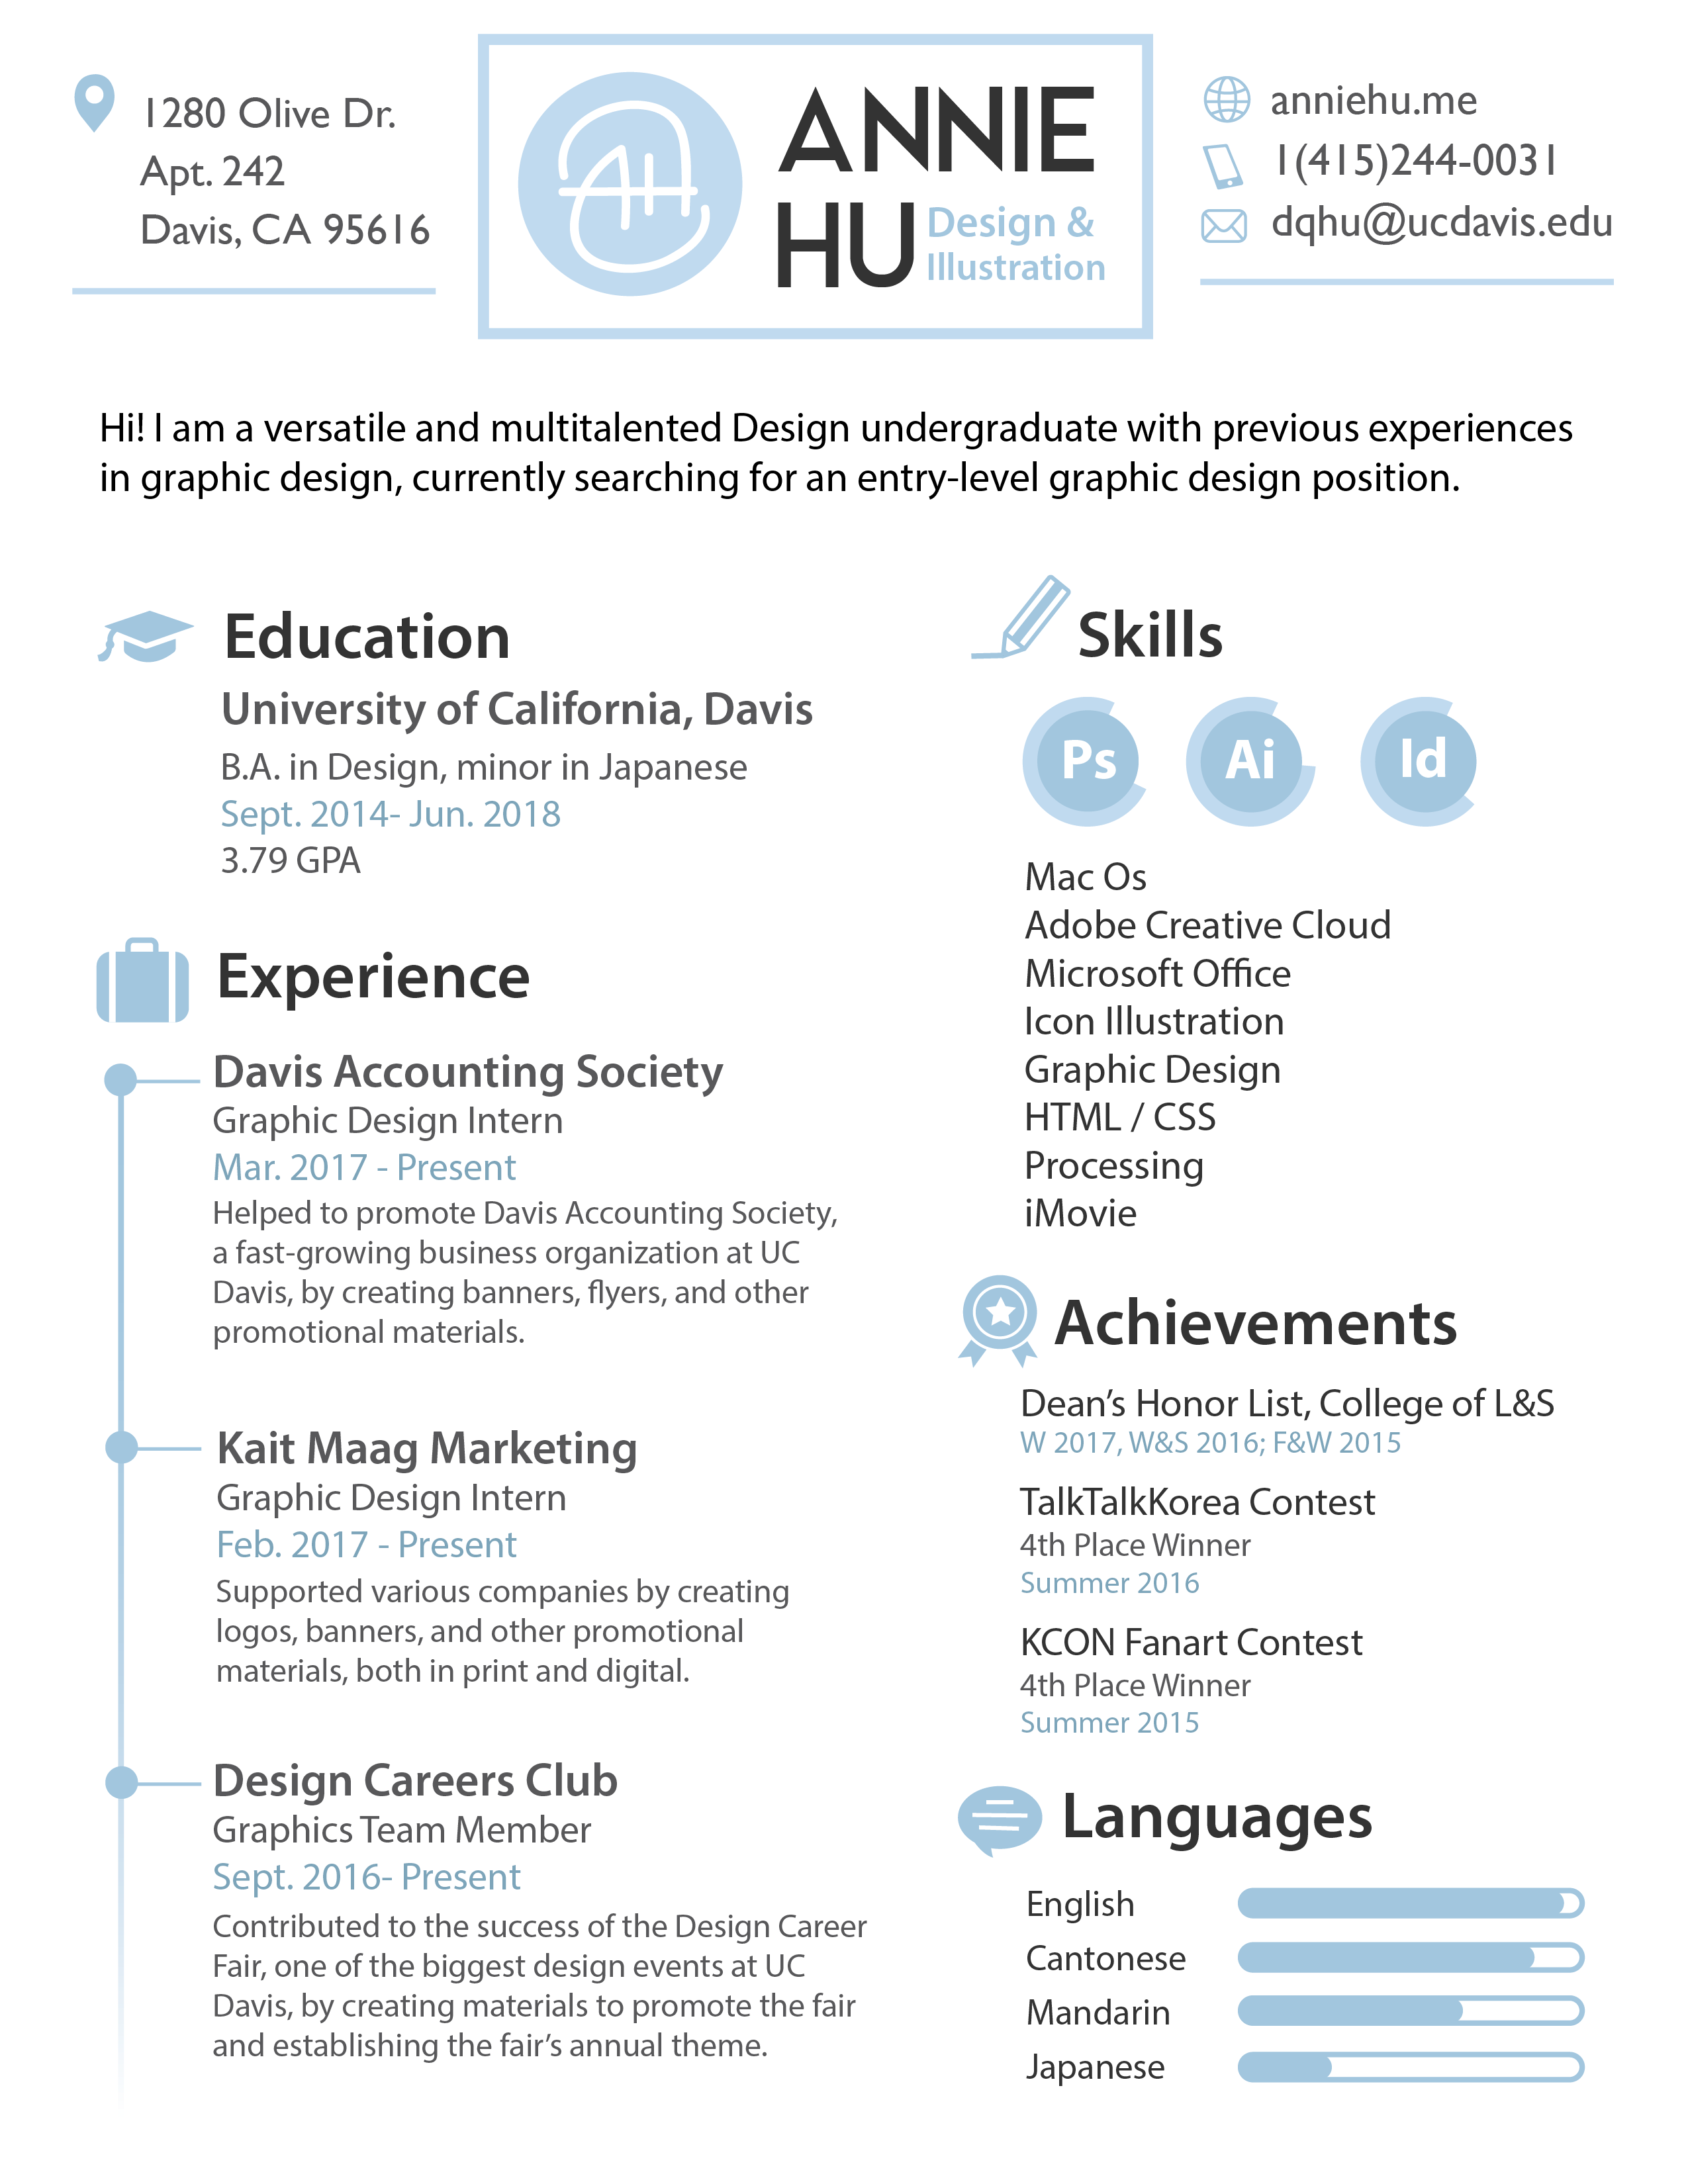 1280 Olive Dr.
Apt. 242
Davis, CA 95616
AH
ANNIE
HU
Design &
Illustration
anniehu.me
1(415)244-0031
dqhu@ucdavis.edu
Hi! I am a versatile and multitalented Design undergraduate with previous experiences
in graphic design, currently searching for an entry-level graphic design position.
Education
University of California, Davis
B.A. in Design, minor in Japanese
Sept. 2014- Jun. 2018
3.79 GPA
Experience
Davis Accounting Society
Graphic Design Intern
Mar. 2017 - Present
Helped to promote Davis Accounting Society,
a fast-growing business organization at UC
Davis, by creating banners, flyers, and other
promotional materials.
Kait Maag Marketing
Graphic Design Intern
Feb. 2017 - Present
Supported various companies by creating
logos, banners, and other promotional
materials, both in print and digital.
Design Careers Club
Graphics Team Member
Sept. 2016- Present
Contributed to the success of the Design Career
Fair, one of the biggest design events at UC
Davis, by creating materials to promote the fair
and establishing the fair’s annual theme.
Skills
Ps Ai Id
Mac Os
Adobe Creative Cloud
Microsoft Office
Icon Illustration
Graphic Design
HTML / CSS
Processing
iMovie
Achievements
Dean’s Honor List, College of L&S
W 2017, W&S 2016; F&W 2015
TalkTalkKorea Contest
4th Place Winner
Summer 2016
KCON Fanart Contest
4th Place Winner
Summer 2015
Languages
English
Cantonese
Mandarin
Japanese